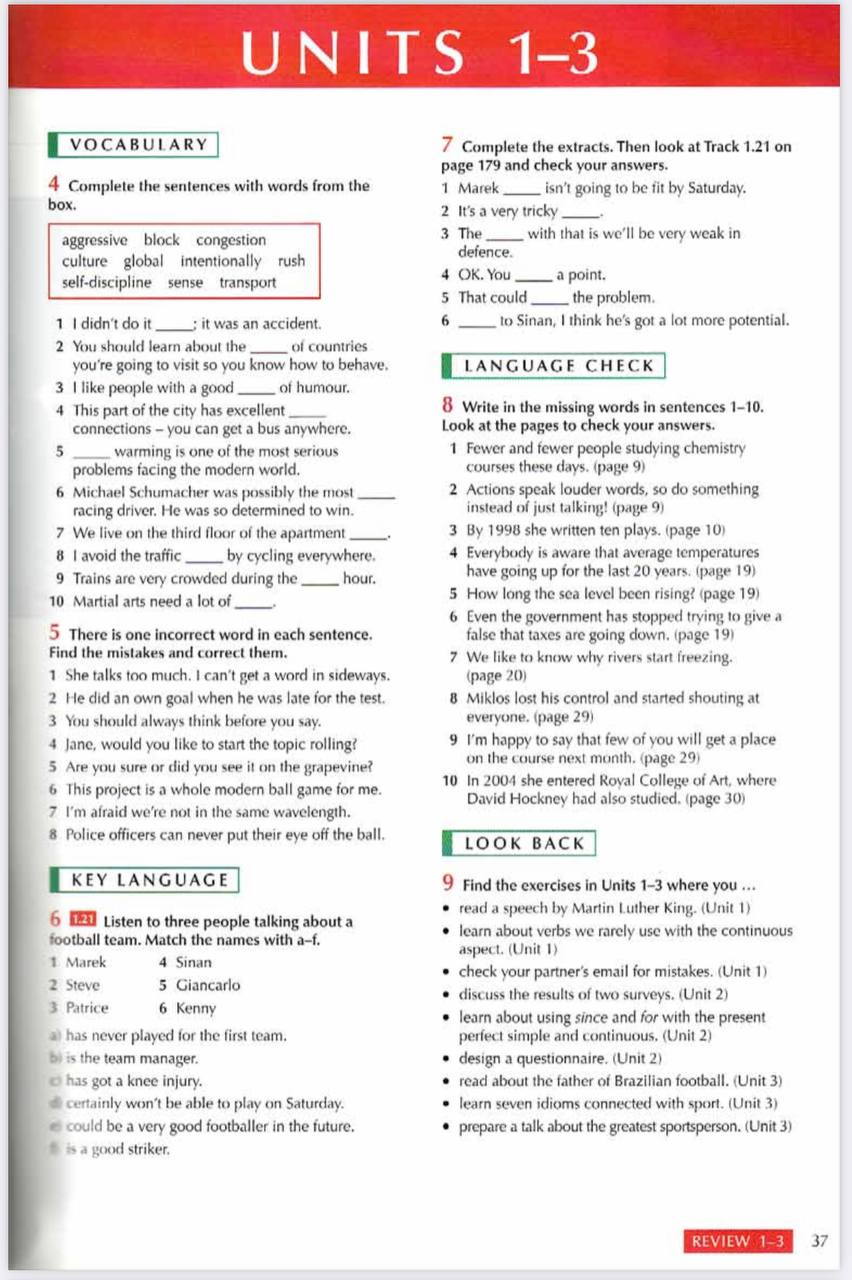 UNITS 1–3
VOCABULARY
4 Complete the sentences with words from the
box.
aggressive block congestion
culture global intentionally rush
self-discipline sense transport
1 I didn't do it _____; it was an accident.
2 You should learn about the _____ of countries
you're going to visit so you know how to behave.
3 I like people with a good _____ of humour.
4 This part of the city has excellent _____
connections – you can get a bus anywhere.
5 _____ warming is one of the most serious
problems facing the modern world.
6 Michael Schumacher was possibly the most _____
racing driver. He was so determined to win.
7 We live on the third floor of the apartment _____.
8 I avoid the traffic _____ by cycling everywhere.
9 Trains are very crowded during the _____ hour.
10 Martial arts need a lot of _____.
5 There is one incorrect word in each sentence.
Find the mistakes and correct them.
1 She talks too much. I can't get a word in sideways.
2 He did an own goal when he was late for the test.
3 You should always think before you say.
4 Jane, would you like to start the topic rolling?
5 Are you sure or did you see it on the grapevine?
6 This project is a whole modern ball game for me.
7 I'm afraid we're not in the same wavelength.
8 Police officers can never put their eye off the ball.
KEY LANGUAGE
6 1.21 Listen to three people talking about a
football team. Match the names with a–f.
1 Marek 4 Sinan
2 Steve 5 Giancarlo
3 Patrice 6 Kenny
a) has never played for the first team.
b) is the team manager.
c) has got a knee injury.
d) certainly won't be able to play on Saturday.
e) could be a very good footballer in the future.
f) is a good striker.
7 Complete the extracts. Then look at Track 1.21 on
page 179 and check your answers.
1 Marek _____ isn't going to be fit by Saturday.
2 It's a very tricky _____.
3 The _____ with that is we'll be very weak in
defence.
4 OK. You _____ a point.
5 That could _____ the problem.
6 _____ to Sinan, I think he's got a lot more potential.
LANGUAGE CHECK
8 Write in the missing words in sentences 1–10.
Look at the pages to check your answers.
1 Fewer and fewer people studying chemistry
courses these days. (page 9)
2 Actions speak louder words, so do something
instead of just talking! (page 9)
3 By 1998 she written ten plays. (page 10)
4 Everybody is aware that average temperatures
have going up for the last 20 years. (page 19)
5 How long the sea level been rising? (page 19)
6 Even the government has stopped trying to give a
false that taxes are going down. (page 19)
7 We like to know why rivers start freezing.
(page 20)
8 Miklos lost his control and started shouting at
everyone. (page 29)
9 I'm happy to say that few of you will get a place
on the course next month. (page 29)
10 In 2004 she entered Royal College of Art, where
David Hockney had also studied. (page 30)
LOOK BACK
9 Find the exercises in Units 1–3 where you ...
• read a speech by Martin Luther King. (Unit 1)
• learn about verbs we rarely use with the continuous
aspect. (Unit 1)
• check your partner's email for mistakes. (Unit 1)
• discuss the results of two surveys. (Unit 2)
• learn about using since and for with the present
perfect simple and continuous. (Unit 2)
• design a questionnaire. (Unit 2)
• read about the father of Brazilian football. (Unit 3)
• learn seven idioms connected with sport. (Unit 3)
• prepare a talk about the greatest sportsperson. (Unit 3)
REVIEW 1–3 37